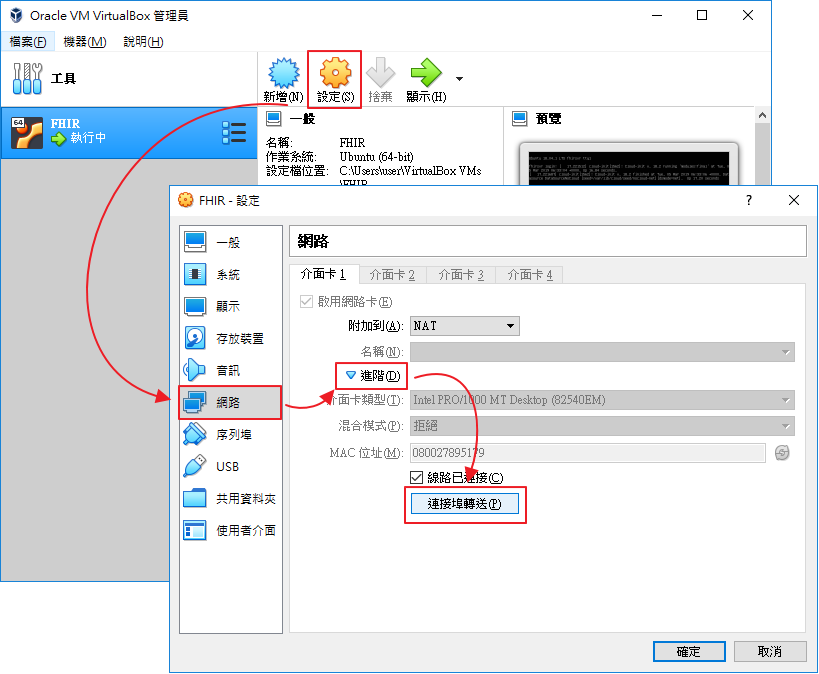 Oracle VM VirtualBox 管理員
檔案(F) 機器(M) 說明(H)
工具
新增(N) 設定(S) 捨棄 顯示(H)
64 FHIR
執行中
一般
名稱: FHIR
作業系統: Ubuntu (64-bit)
設定檔位置: C:\Users\user\VirtualBox VMs
\FHIR
預覽
FHIR - 設定
?
一般
系統
顯示
存放裝置
音訊
網路
序列埠
USB
共用資料夾
使用者介面
網路
介面卡 1 介面卡 2 介面卡 3 介面卡 4
啟用網路卡(E)
附加到(A): NAT
名稱(N):
進階(D)
介面卡類型(T): Intel PRO/1000 MT Desktop (82540EM)
混合模式(P): 拒絕
MAC 位址(M): 080027895179
線路已連接(C)
連接埠轉送(P)
確定 取消